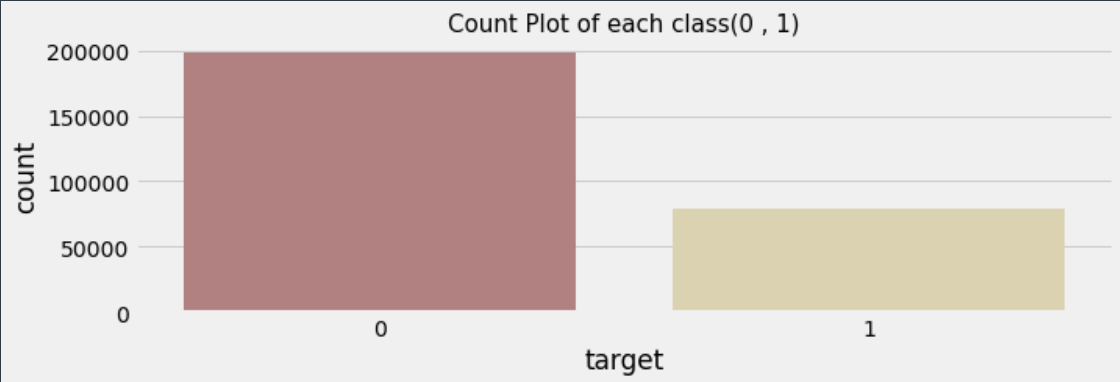 Count Plot of each class(0 , 1)
200000
150000
100000
50000
0
count
0 1
target